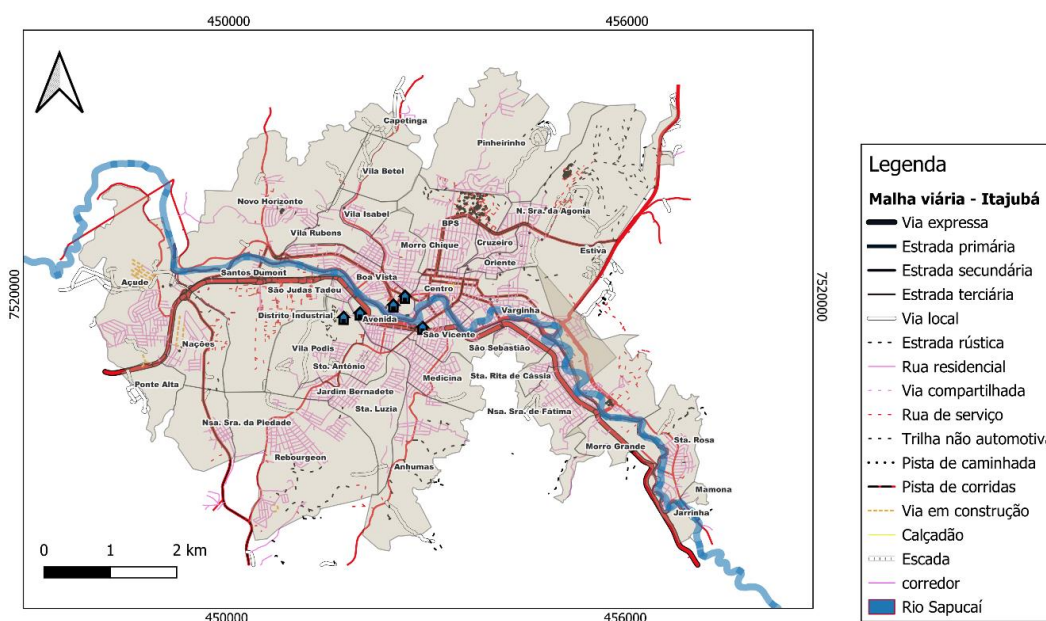 450000
456000
Capetinga
Pinheirinho
Vila Betel
Novo Horizonte
Vila Isabel
N. Sra. da Agonia
BPS
Vila Rubens
Morro Chique
Cruzeiro
Estiva
Oriente
Santos Dumont
Boa Vista
Açude
São Judas Tadeu
Centro
7520000
7520000
Distrito Industrial
Avenida
Varginha
São Vicente
Nações
Vila Podis
São Sebastião
Sto. Antônio
Ponte Alta
Medicina
Sta. Rita de Cássia
Jardim Bernadete
Sta. Luzia
Nsa. Sra. de Fátima
Nsa. Sra. da Piedade
Morro Grande
Sta. Rosa
Rebourgeon
Anhumas
Mamona
Jarrinha
0 1 2 km
450000
456000
Legenda
Malha viária - Itajubá
Via expressa
Estrada primária
Estrada secundária
Estrada terciária
Via local
Estrada rústica
Rua residencial
Via compartilhada
Rua de serviço
Trilha não automotiva
Pista de caminhada
Pista de corridas
Via em construção
Calçadão
Escada
corredor
Rio Sapucaí